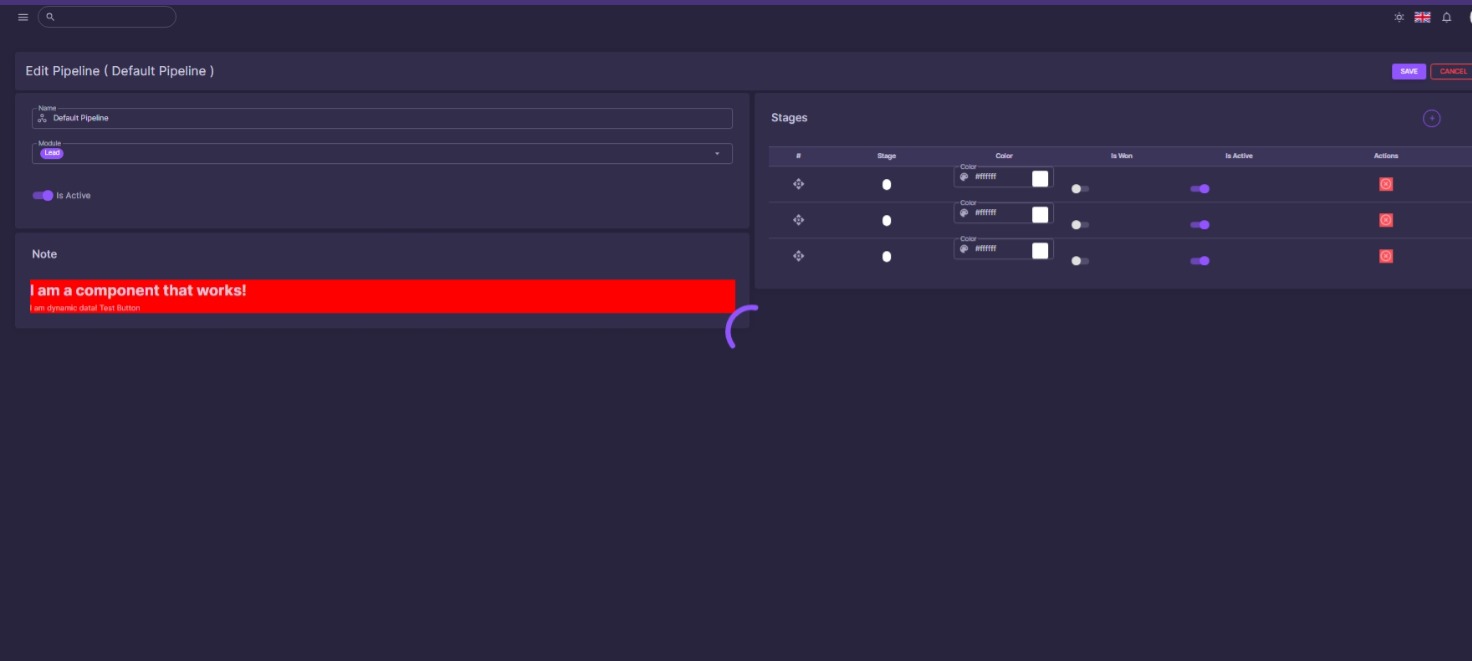 Edit Pipeline ( Default Pipeline )
SAVE CANCEL
Name
Default Pipeline
Module
Lead
Is Active
Note
I am a component that works!
I am dynamic data! Test Button
Stages
# Stage Color Is Won Is Active Actions
Color
#ffffff
Color
#ffffff
Color
#ffffff